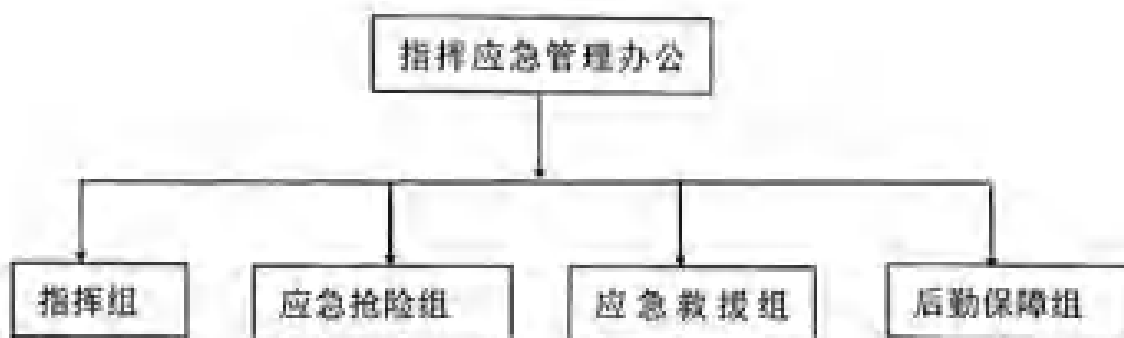 指挥应急管理办公
指挥组
应急抢险组
应急救援组
后勤保障组